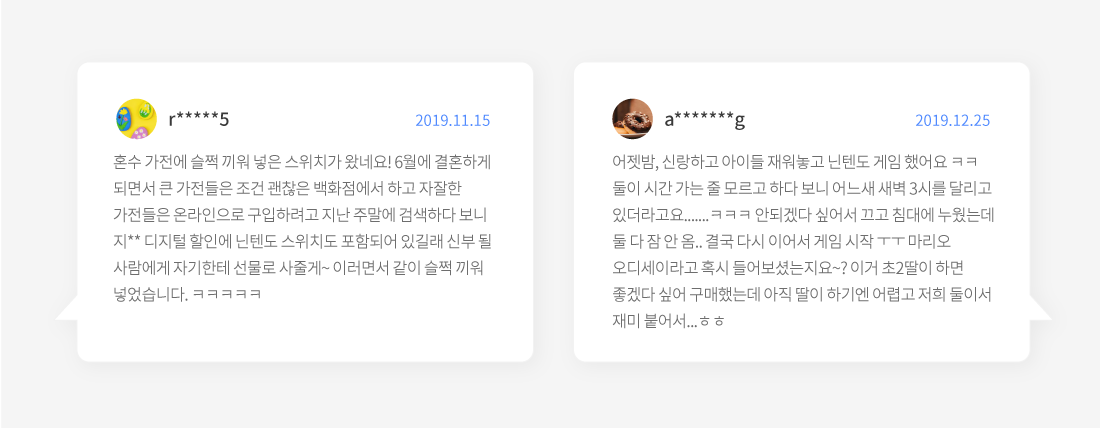 r*****5
2019.11.15
혼수 가전에 슬쩍 끼워 넣은 스위치가 왔네요! 6월에 결혼하게
되면서 큰 가전들은 조건 괜찮은 백화점에서 하고 자잘한
가전들은 온라인으로 구입하려고 지난 주말에 검색하다 보니
지** 디지털 할인에 닌텐도 스위치도 포함되어 있길래 신부 될
사람에게 자기한테 선물로 사줄게~ 이러면서 같이 슬쩍 끼워
넣었습니다. ㅋㅋㅋㅋㅋ
a*******g
2019.12.25
어젯밤, 신랑하고 아이들 재워놓고 닌텐도 게임 했어요 ㅋㅋ
둘이 시간 가는 줄 모르고 하다 보니 어느새 새벽 3시를 달리고
있더라고요.......ㅋㅋㅋ 안되겠다 싶어서 끄고 침대에 누웠는데
둘 다 잠 안 옴.. 결국 다시 이어서 게임 시작 ㅜㅜ 마리오
오디세이라고 혹시 들어보셨는지요~? 이거 초2딸이 하면
좋겠다 싶어 구매했는데 아직 딸이 하기엔 어렵고 저희 둘이서
재미 붙어서...ㅎㅎ